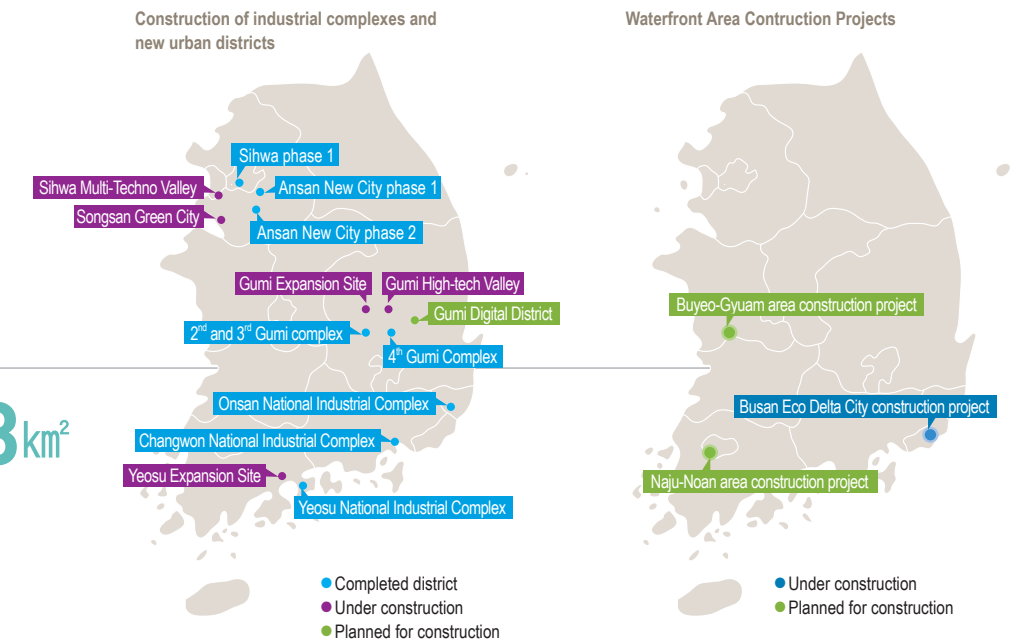 Construction of industrial complexes and
new urban districts
Sihwa phase 1
Sihwa Multi-Techno Valley
Ansan New City phase 1
Songsan Green City
Ansan New City phase 2
Gumi Expansion Site
Gumi High-tech Valley
Gumi Digital District
2nd and 3rd Gumi complex
4th Gumi Complex
Onsan National Industrial Complex
Changwon National Industrial Complex
Yeosu Expansion Site
Yeosu National Industrial Complex
km²
Completed district
Under construction
Planned for construction
Waterfront Area Contruction Projects
Buyeo-Gyuam area construction project
Busan Eco Delta City construction project
Naju-Noan area construction project
Under construction
Planned for construction